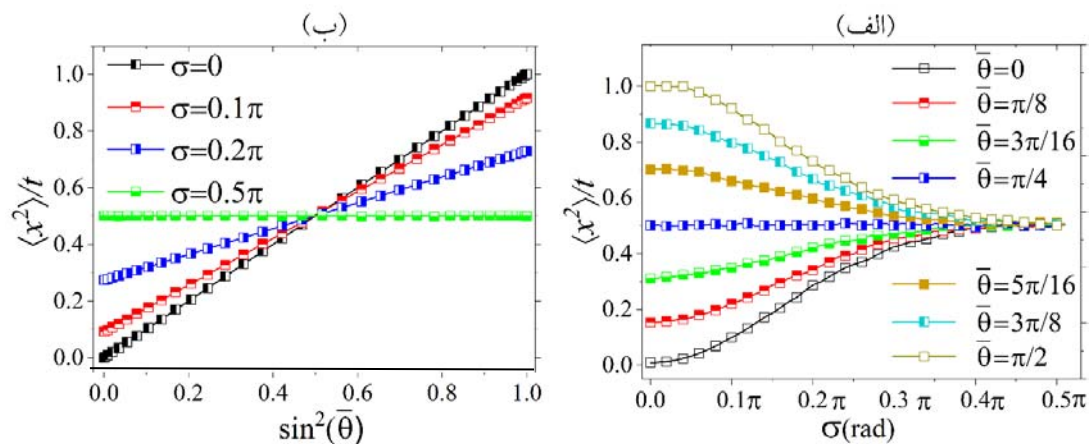 (ب)
⟨x²⟩/t
1.0
0.8
0.6
0.4
0.2
0.0
σ=0
σ=0.1π
σ=0.2π
σ=0.5π
0.0 0.2 0.4 0.6 0.8 1.0
sin²(θ̄)
(الف)
⟨x²⟩/t
1.0
0.8
0.6
0.4
0.2
0.0
θ̄=0
θ̄=π/8
θ̄=3π/16
θ̄=π/4
θ̄=5π/16
θ̄=3π/8
θ̄=π/2
0.0 0.1π 0.2π 0.3 π 0.4π 0.5π
σ(rad)